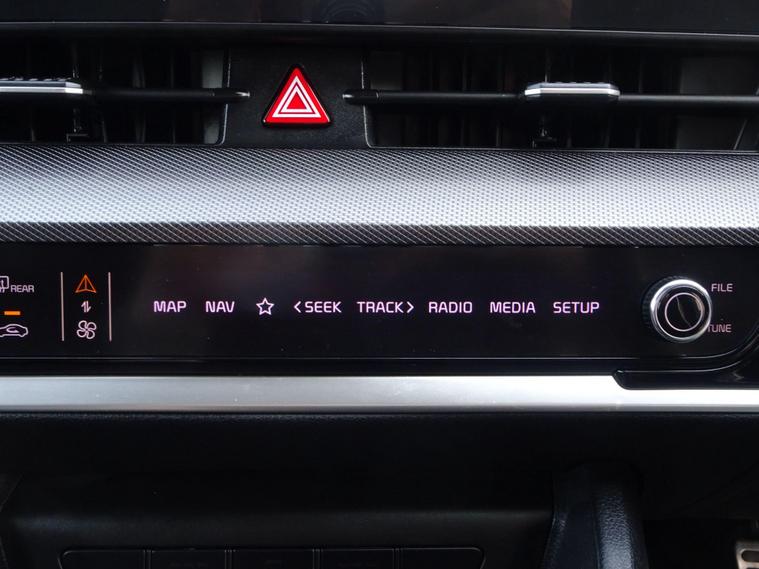 REAR
MAP NAV < SEEK TRACK > RADIO MEDIA SETUP
FILE
TUNE